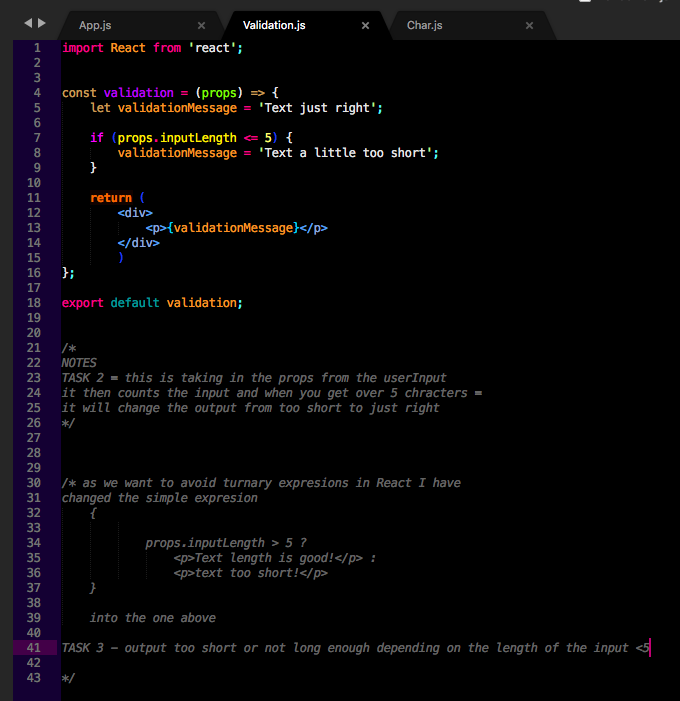 App.js × Validation.js × Char.js ×
1 import React from 'react';
2
3
4 const validation = (props) => {
5 let validationMessage = 'Text just right';
6
7 if (props.inputLength <= 5) {
8 validationMessage = 'Text a little too short';
9 }
10
11 return (
12 <div>
13 <p>{validationMessage}</p>
14 </div>
15 )
16 };
17
18 export default validation;
19
20
21 /*
22 NOTES
23 TASK 2 = this is taking in the props from the userInput
24 it then counts the input and when you get over 5 chracters =
25 it will change the output from too short to just right
26 */
27
28
29
30 /* as we want to avoid turnary expresions in React I have
31 changed the simple expresion
32 {
33
34 props.inputLength > 5 ?
35 <p>Text length is good!</p> :
36 <p>text too short!</p>
37 }
38
39 into the one above
40
41 TASK 3 – output too short or not long enough depending on the length of the input <5
42
43 */